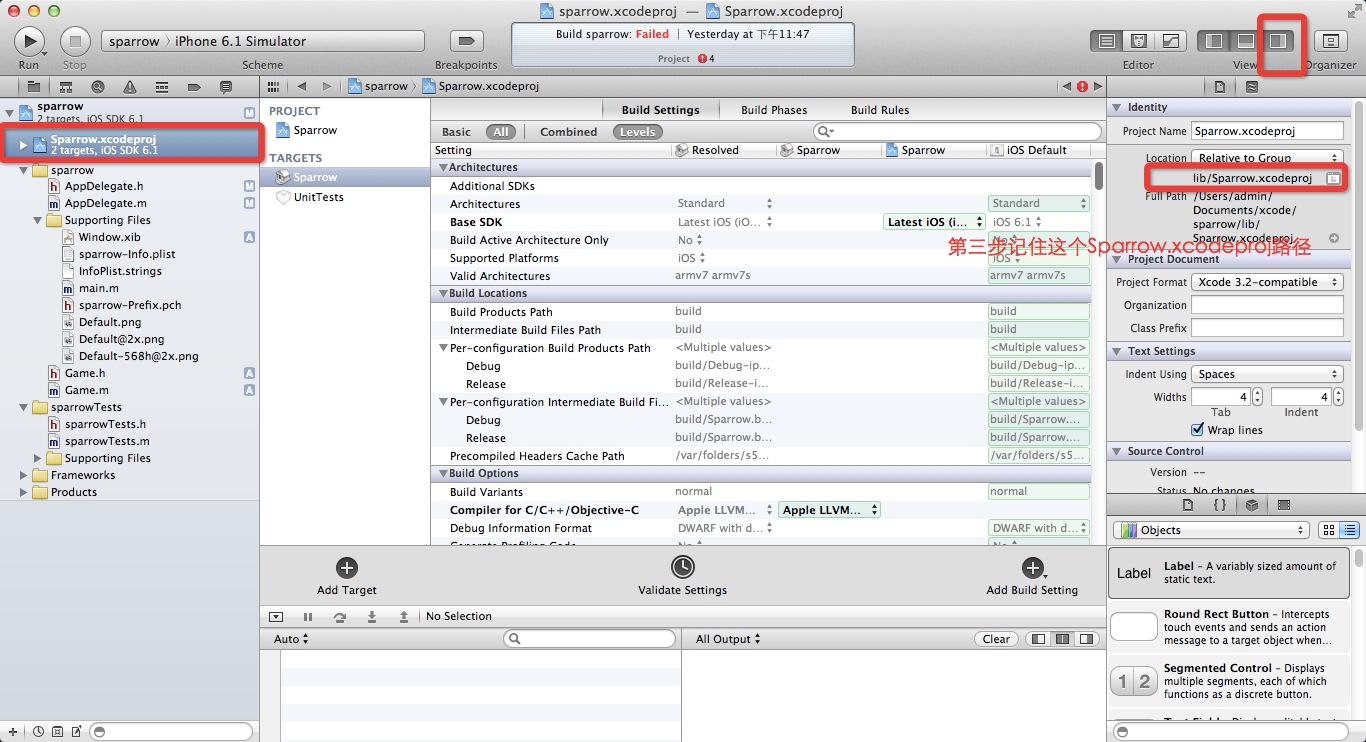 sparrow.xcodeproj — Sparrow.xcodeproj
Run
Stop
sparrow › iPhone 6.1 Simulator
Scheme
Breakpoints
Build sparrow: Failed | Yesterday at 下午11:47
Project 4
Editor
View
Organizer
sparrow
2 targets, iOS SDK 6.1
M
Sparrow.xcodeproj
2 targets, iOS SDK 6.1
sparrow
AppDelegate.h
M
AppDelegate.m
M
Supporting Files
Window.xib
A
sparrow-Info.plist
InfoPlist.strings
main.m
sparrow-Prefix.pch
Default.png
Default@2x.png
Default-568h@2x.png
Game.h
A
Game.m
A
sparrowTests
sparrowTests.h
sparrowTests.m
Supporting Files
Frameworks
Products
sparrow › Sparrow.xcodeproj
PROJECT
Sparrow
TARGETS
Sparrow
UnitTests
Build Settings Build Phases Build Rules
Basic All Combined Levels
Setting Resolved Sparrow Sparrow iOS Default
Architectures
Additional SDKs
Architectures Standard Standard
Base SDK Latest iOS (iO... Latest iOS (i... iOS 6.1
Build Active Architecture Only No No
Supported Platforms iOS iOS
Valid Architectures armv7 armv7s armv7 armv7s
Build Locations
Build Products Path build build
Intermediate Build Files Path build build
Per-configuration Build Products Path <Multiple values> <Multiple values>
Debug build/Debug-ip... build/Debug-ip...
Release build/Release-i... build/Release-i...
Per-configuration Intermediate Build Fi... <Multiple values> <Multiple values>
Debug build/Sparrow.b... build/Sparrow....
Release build/Sparrow.b... build/Sparrow....
Precompiled Headers Cache Path /var/folders/s5... /var/folders/s5...
Build Options
Build Variants normal normal
Compiler for C/C++/Objective-C Apple LLVM... Apple LLVM...
Debug Information Format DWARF with d... DWARF with d...
Generate Profiling Code No No
Add Target
Validate Settings
Add Build Setting
No Selection
Auto
All Output
Clear
Identity
Project Name Sparrow.xcodeproj
Location Relative to Group
lib/Sparrow.xcodeproj
Full Path /Users/admin/
Documents/xcode/
sparrow/lib/
Sparrow.xcodeproj
第三步记住这个Sparrow.xcodeproj路径
Project Document
Project Format Xcode 3.2-compatible
Organization
Class Prefix
Text Settings
Indent Using Spaces
Widths 4 4
Tab Indent
Wrap lines
Source Control
Version --
Status No changes
{ }
Objects
Label
Label – A variably sized amount of
static text.
Round Rect Button – Intercepts
touch events and sends an action
message to a target object when...
1 2
Segmented Control – Displays
multiple segments, each of which
functions as a discrete button.